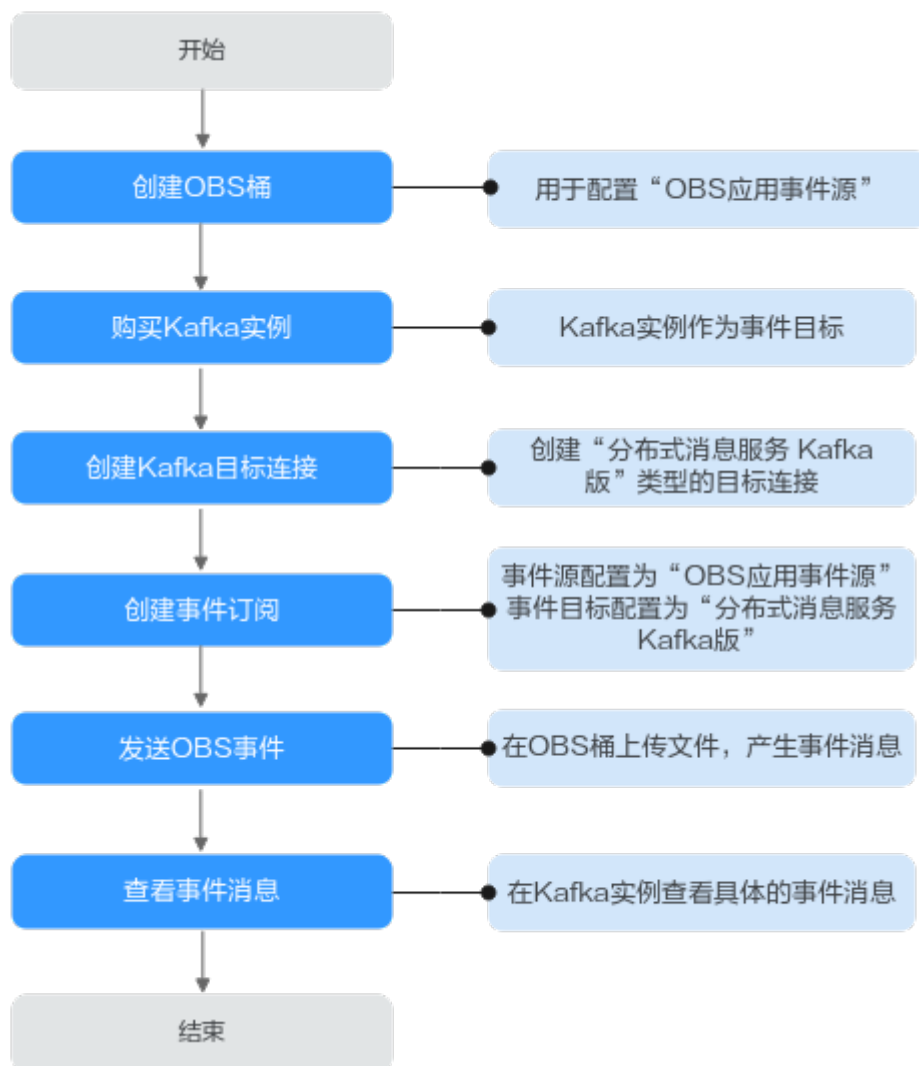 开始
创建OBS桶
用于配置“OBS应用事件源”
购买Kafka实例
Kafka实例作为事件目标
创建Kafka目标连接
创建“分布式消息服务 Kafka
版”类型的目标连接
创建事件订阅
事件源配置为“OBS应用事件源”
事件目标配置为“分布式消息服务
Kafka版”
发送OBS事件
在OBS桶上传文件，产生事件消息
查看事件消息
在Kafka实例查看具体的事件消息
结束